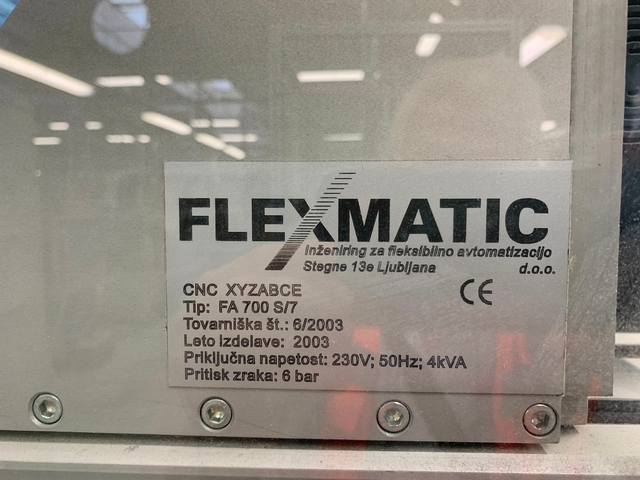 FLEXMATIC
Inženiring za fleksibilno avtomatizacijo
Stegne 13e Ljubljana d.o.o.
CNC XYZABCE
CE
Tip: FA 700 S/7
Tovarniška št.: 6/2003
Leto izdelave: 2003
Priključna napetost: 230V; 50Hz; 4kVA
Pritisk zraka: 6 bar